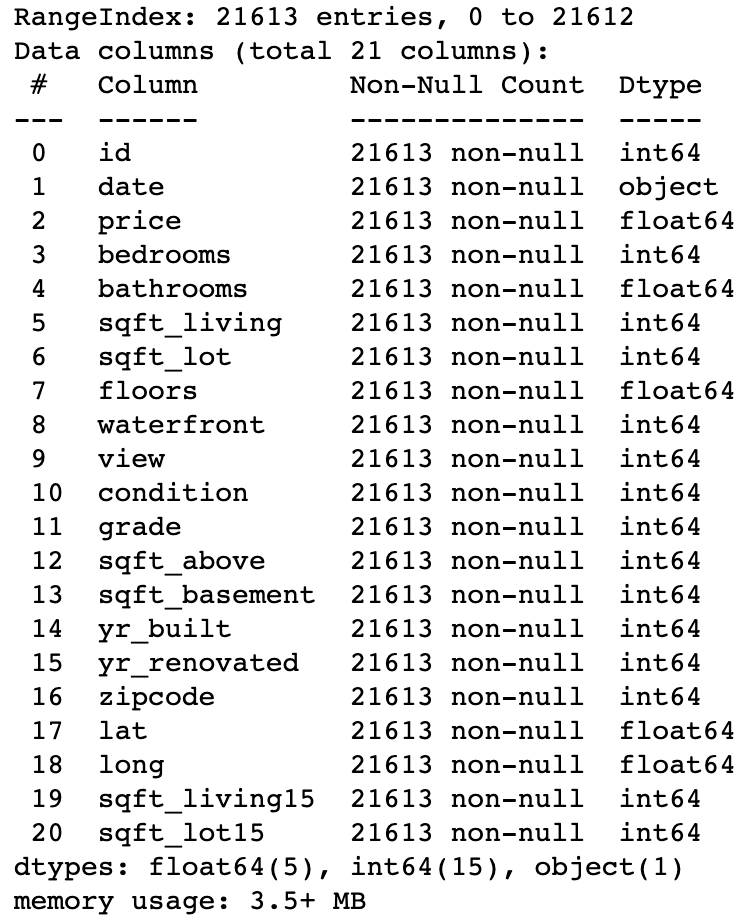 RangeIndex: 21613 entries, 0 to 21612
Data columns (total 21 columns):
 #   Column         Non-Null Count  Dtype
---  ------         --------------  -----
 0   id             21613 non-null  int64
 1   date           21613 non-null  object
 2   price          21613 non-null  float64
 3   bedrooms       21613 non-null  int64
 4   bathrooms      21613 non-null  float64
 5   sqft_living    21613 non-null  int64
 6   sqft_lot       21613 non-null  int64
 7   floors         21613 non-null  float64
 8   waterfront     21613 non-null  int64
 9   view           21613 non-null  int64
 10  condition      21613 non-null  int64
 11  grade          21613 non-null  int64
 12  sqft_above     21613 non-null  int64
 13  sqft_basement  21613 non-null  int64
 14  yr_built       21613 non-null  int64
 15  yr_renovated   21613 non-null  int64
 16  zipcode        21613 non-null  int64
 17  lat            21613 non-null  float64
 18  long           21613 non-null  float64
 19  sqft_living15  21613 non-null  int64
 20  sqft_lot15     21613 non-null  int64
dtypes: float64(5), int64(15), object(1)
memory usage: 3.5+ MB